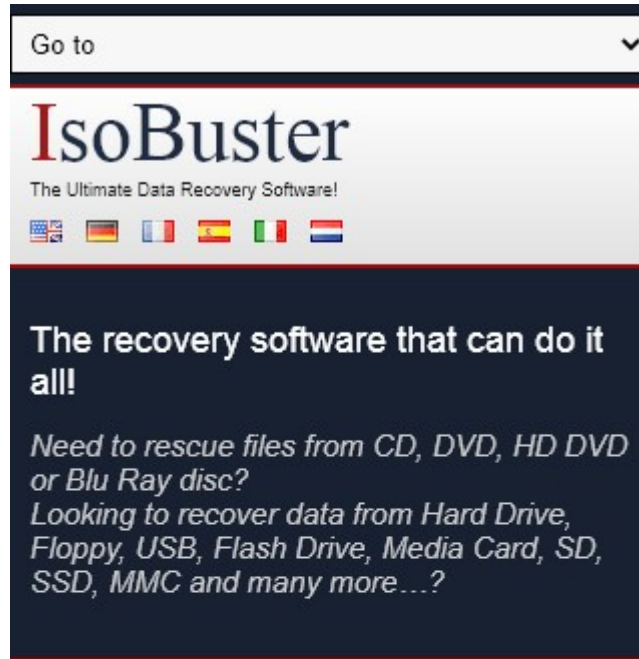 Go to
IsoBuster
The Ultimate Data Recovery Software!
The recovery software that can do it
all!
Need to rescue files from CD, DVD, HD DVD
or Blu Ray disc?
Looking to recover data from Hard Drive,
Floppy, USB, Flash Drive, Media Card, SD,
SSD, MMC and many more…?